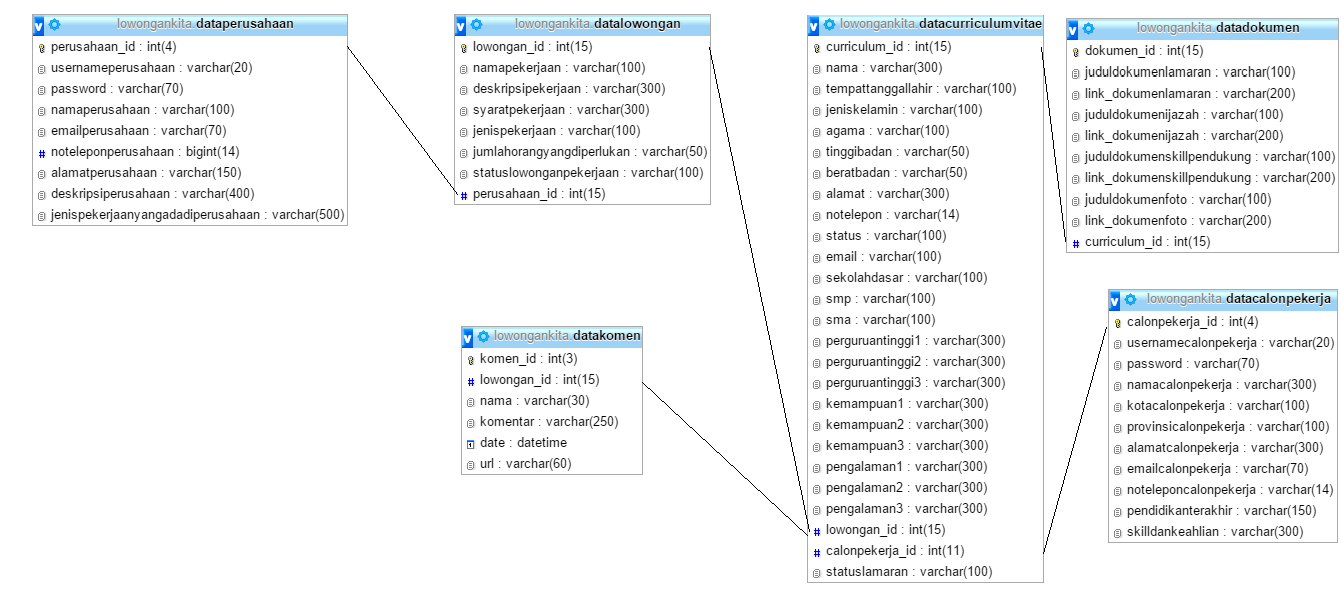 lowongankita.dataperusahaan
perusahaan_id : int(4)
usernameperusahaan : varchar(20)
password : varchar(70)
namaperusahaan : varchar(100)
emailperusahaan : varchar(70)
noteleponperusahaan : bigint(14)
alamatperusahaan : varchar(150)
deskripsiperusahaan : varchar(400)
jenispekerjaanyangadadiperusahaan : varchar(500)
lowongankita.datalowongan
lowongan_id : int(15)
namapekerjaan : varchar(100)
deskripsipekerjaan : varchar(300)
syaratpekerjaan : varchar(300)
jenispekerjaan : varchar(100)
jumlahorangyangdiperlukan : varchar(50)
statuslowonganpekerjaan : varchar(100)
perusahaan_id : int(15)
lowongankita.datakomen
komen_id : int(3)
lowongan_id : int(15)
nama : varchar(30)
komentar : varchar(250)
date : datetime
url : varchar(60)
lowongankita.datacurriculumvitae
curriculum_id : int(15)
nama : varchar(300)
tempattanggallahir : varchar(100)
jeniskelamin : varchar(100)
agama : varchar(100)
tinggibadan : varchar(50)
beratbadan : varchar(50)
alamat : varchar(300)
notelepon : varchar(14)
status : varchar(100)
email : varchar(100)
sekolahdasar : varchar(100)
smp : varchar(100)
sma : varchar(100)
perguruantinggi1 : varchar(300)
perguruantinggi2 : varchar(300)
perguruantinggi3 : varchar(300)
kemampuan1 : varchar(300)
kemampuan2 : varchar(300)
kemampuan3 : varchar(300)
pengalaman1 : varchar(300)
pengalaman2 : varchar(300)
pengalaman3 : varchar(300)
lowongan_id : int(15)
calonpekerja_id : int(11)
statuslamaran : varchar(100)
lowongankita.datadokumen
dokumen_id : int(15)
juduldokumenlamaran : varchar(100)
link_dokumenlamaran : varchar(200)
juduldokumenijazah : varchar(100)
link_dokumenijazah : varchar(200)
juduldokumenskillpendukung : varchar(100)
link_dokumenskillpendukung : varchar(200)
juduldokumenfoto : varchar(100)
link_dokumenfoto : varchar(200)
curriculum_id : int(15)
lowongankita.datacalonpekerja
calonpekerja_id : int(4)
usernamecalonpekerja : varchar(20)
password : varchar(70)
namacalonpekerja : varchar(300)
kotacalonpekerja : varchar(100)
provinsicalonpekerja : varchar(100)
alamatcalonpekerja : varchar(300)
emailcalonpekerja : varchar(70)
noteleponcalonpekerja : varchar(14)
pendidikanterakhir : varchar(150)
skilldankeahlian : varchar(300)